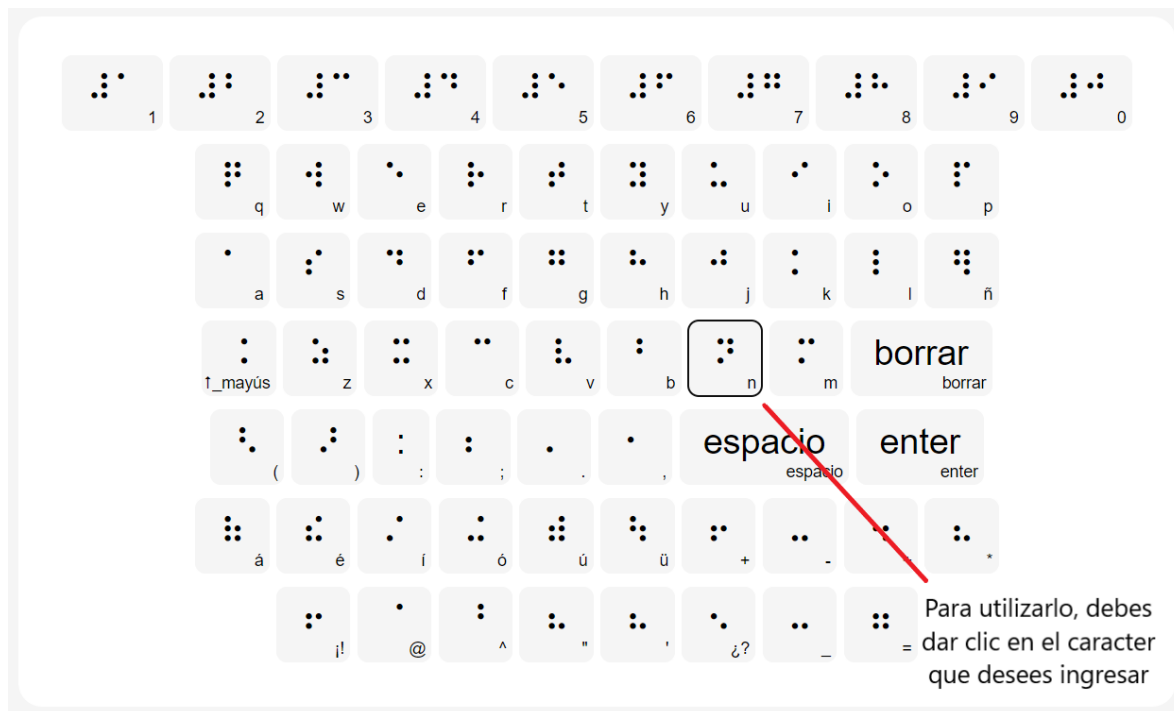 ⠼⠁ ⠼⠃ ⠼⠉ ⠼⠙ ⠼⠑ ⠼⠋ ⠼⠛ ⠼⠓ ⠼⠊ ⠼⠚
1 2 3 4 5 6 7 8 9 0
⠟ ⠺ ⠑ ⠗ ⠞ ⠽ ⠥ ⠊ ⠕ ⠏
q w e r t y u i o p
⠁ ⠎ ⠙ ⠋ ⠛ ⠓ ⠚ ⠅ ⠇ ⠻
a s d f g h j k l ñ
⠨ ⠵ ⠭ ⠉ ⠧ ⠃ ⠝ ⠍ borrar
↑_mayús z x c v b n m borrar
⠣ ⠜ : ⠆ ⠄ ⠂ espacio enter
( ) : ; . , espacio enter
⠷ ⠮ ⠌ ⠬ ⠾ ⠳ ⠖ ⠤ ⠲ ⠦
á é í ó ú ü + - *
⠖ ⠈ ⠘ ⠦ ⠦ ⠢ ⠤ ⠶
¡! @ ^ " ' ¿? _ =
Para utilizarlo, debes
dar clic en el caracter
que desees ingresar